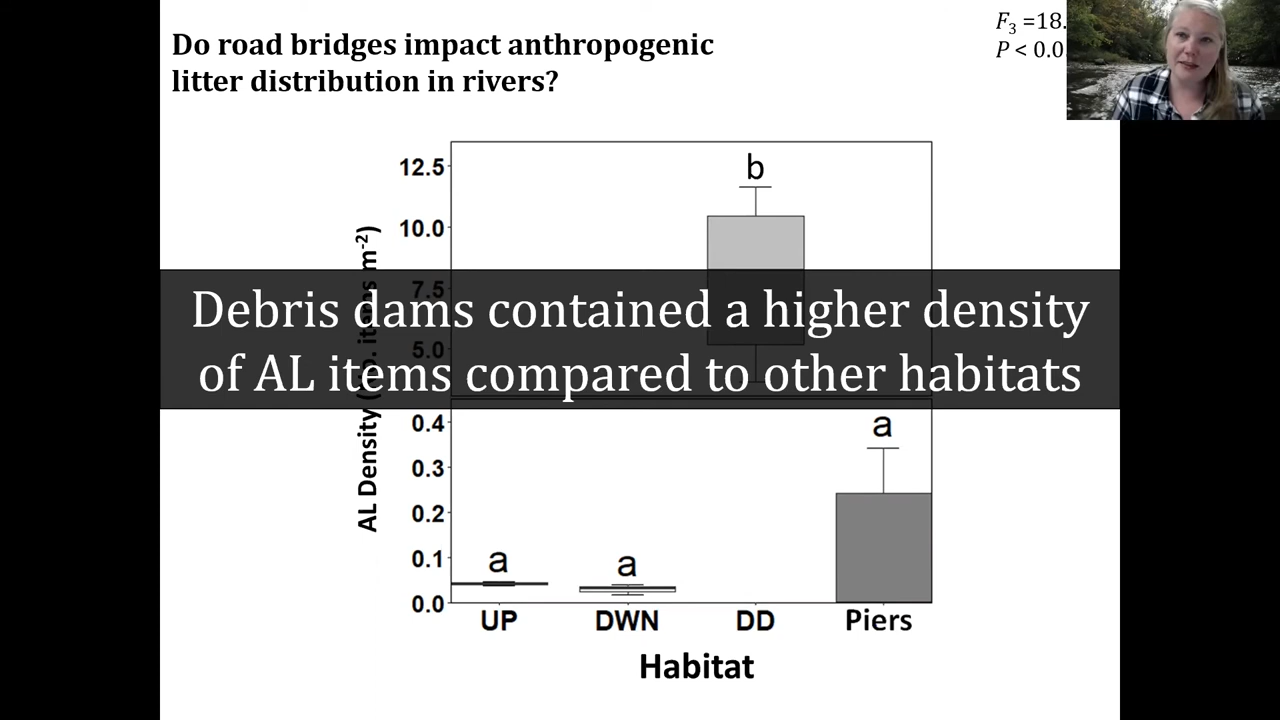 Do road bridges impact anthropogenic
litter distribution in rivers?
F3 =18.
P < 0.0
12.5
10.0
7.5
5.0
b
AL Density (No. items m-2)
Debris dams contained a higher density
of AL items compared to other habitats
0.4
0.3
0.2
0.1
0.0
a
a
a
UP
DWN
DD
Piers
Habitat